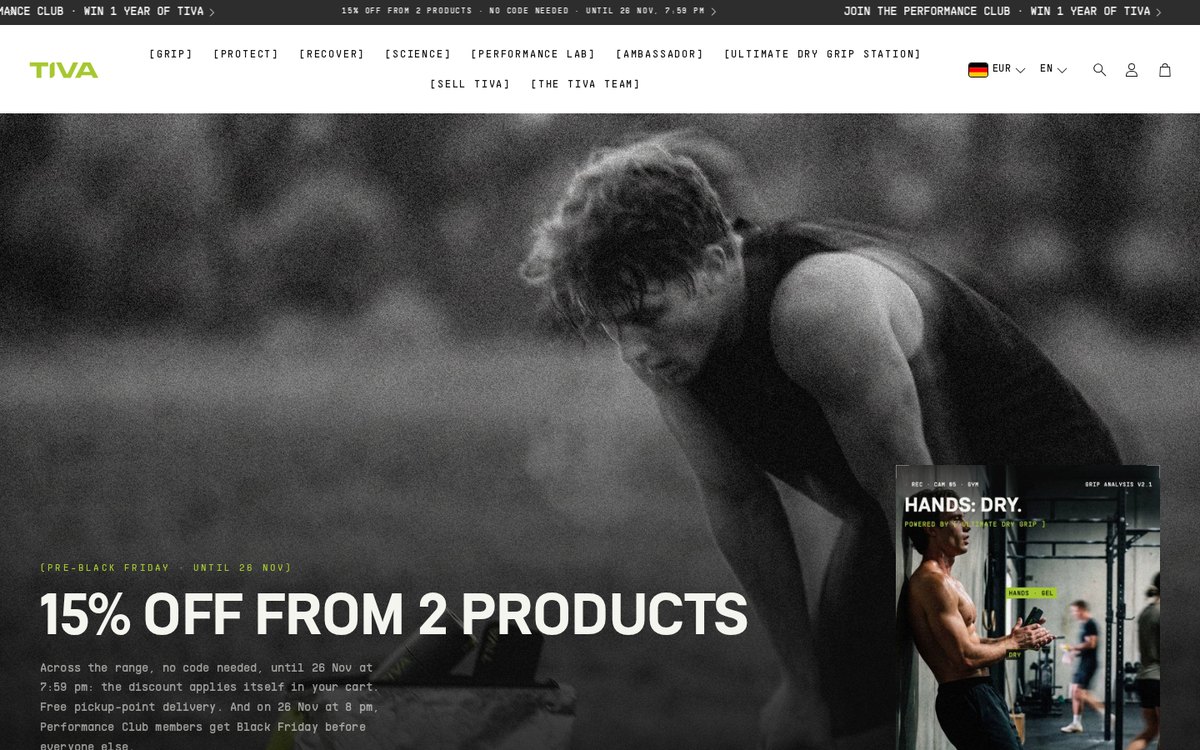 MANCE CLUB · WIN 1 YEAR OF TIVA
15% OFF FROM 2 PRODUCTS · NO CODE NEEDED · UNTIL 26 NOV, 7:59 PM
JOIN THE PERFORMANCE CLUB · WIN 1 YEAR OF TIVA
TIVA
[GRIP] [PROTECT] [RECOVER] [SCIENCE] [PERFORMANCE LAB] [AMBASSADOR] [ULTIMATE DRY GRIP STATION]
[SELL TIVA] [THE TIVA TEAM]
EUR
EN
REC · CAM 05 · GYM
GRIP ANALYSIS V2.1
HANDS: DRY.
POWERED BY [ ULTIMATE DRY GRIP ]
HANDS · GEL
DRY
[PRE-BLACK FRIDAY · UNTIL 26 NOV]
15% OFF FROM 2 PRODUCTS
Across the range, no code needed, until 26 Nov at
7:59 pm: the discount applies itself in your cart.
Free pickup-point delivery. And on 26 Nov at 8 pm,
Performance Club members get Black Friday before
everyone else.